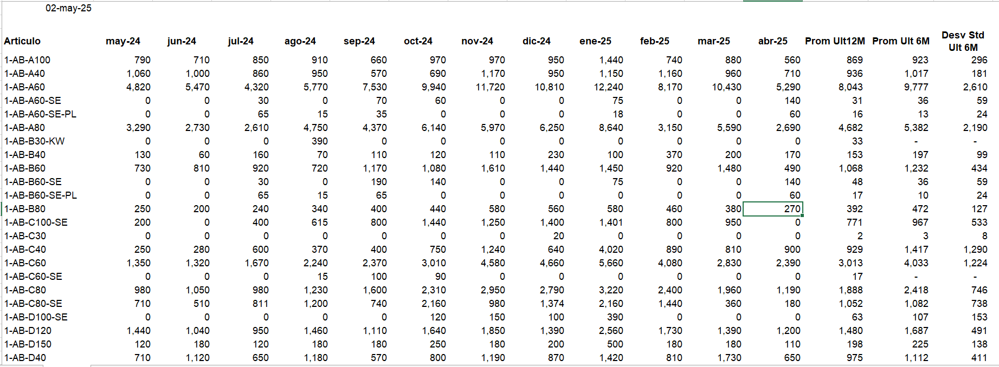 02-may-25
Articulo may-24 jun-24 jul-24 ago-24 sep-24 oct-24 nov-24 dic-24 ene-25 feb-25 mar-25 abr-25 Prom Ult12M Prom Ult 6M Desv Std Ult 6M
1-AB-A100 790 710 850 910 660 970 970 950 1,440 740 880 560 869 923 296
1-AB-A40 1,060 1,000 860 950 570 690 1,170 950 1,150 1,160 960 710 936 1,017 181
1-AB-A60 4,820 5,470 4,320 5,770 7,530 9,940 11,720 10,810 12,240 8,170 10,430 5,290 8,043 9,777 2,610
1-AB-A60-SE 0 0 30 0 70 60 0 0 75 0 0 140 31 36 59
1-AB-A60-SE-PL 0 0 65 15 35 0 0 0 18 0 0 60 16 13 24
1-AB-A80 3,290 2,730 2,610 4,750 4,370 6,140 5,970 6,250 8,640 3,150 5,590 2,690 4,682 5,382 2,190
1-AB-B30-KW 0 0 0 390 0 0 0 0 0 0 0 0 33 - -
1-AB-B40 130 60 160 70 110 120 110 230 100 370 200 170 153 197 99
1-AB-B60 730 810 920 720 1,170 1,080 1,610 1,440 1,450 920 1,480 490 1,068 1,232 434
1-AB-B60-SE 0 0 30 0 190 140 0 0 75 0 0 140 48 36 59
1-AB-B60-SE-PL 0 0 65 15 65 0 0 0 0 0 0 60 17 10 24
1-AB-B80 250 200 240 340 400 440 580 560 580 460 380 270 392 472 127
1-AB-C100-SE 200 0 400 615 800 1,440 1,250 1,400 1,401 800 950 0 771 967 533
1-AB-C30 0 0 0 0 0 0 0 20 0 0 0 0 2 3 8
1-AB-C40 250 280 600 370 400 750 1,240 640 4,020 890 810 900 929 1,417 1,290
1-AB-C60 1,350 1,320 1,670 2,240 2,370 3,010 4,580 4,660 5,660 4,080 2,830 2,390 3,013 4,033 1,224
1-AB-C60-SE 0 0 0 15 100 90 0 0 0 0 0 0 17 - -
1-AB-C80 980 1,050 980 1,230 1,600 2,310 2,950 2,790 3,220 2,400 1,960 1,190 1,888 2,418 746
1-AB-C80-SE 710 510 811 1,200 740 2,160 980 1,374 2,160 1,440 360 180 1,052 1,082 738
1-AB-D100-SE 0 0 0 0 0 120 150 100 390 0 0 0 63 107 153
1-AB-D120 1,440 1,040 950 1,460 1,110 1,640 1,850 1,390 2,560 1,730 1,390 1,200 1,480 1,687 491
1-AB-D150 120 180 120 180 180 250 180 200 500 180 180 110 198 225 138
1-AB-D40 710 1,120 650 1,180 570 800 1,190 870 1,420 810 1,730 650 975 1,112 411